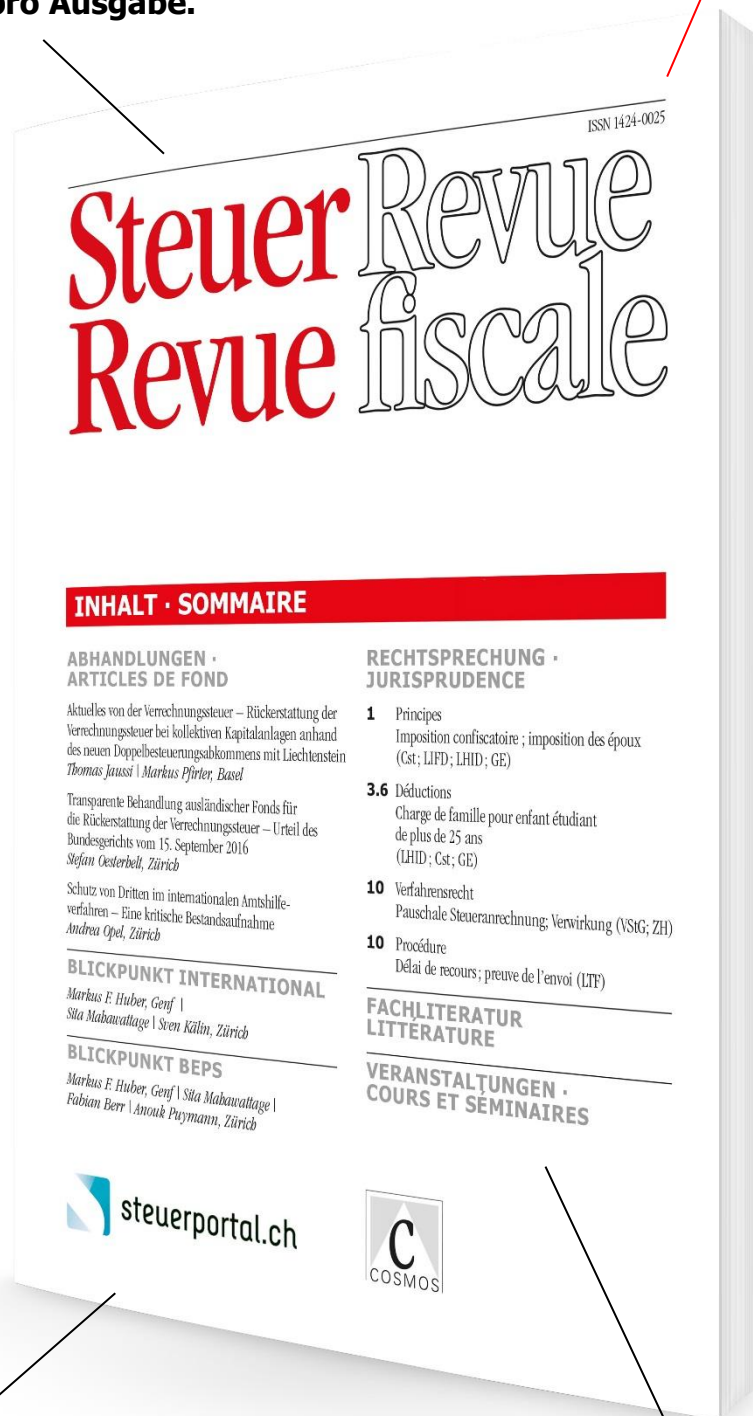 pro Ausgabe.
ISSN 1424-0025
Steuer Revue
Revue fiscale
INHALT · SOMMAIRE
ABHANDLUNGEN ·
ARTICLES DE FOND
Aktuelles von der Verrechnungssteuer – Rückerstattung der
Verrechnungssteuer bei kollektiven Kapitalanlagen anhand
des neuen Doppelbesteuerungsabkommens mit Liechtenstein
Thomas Jaussi | Markus Pfirter, Basel
Transparente Behandlung ausländischer Fonds für
die Rückerstattung der Verrechnungssteuer – Urteil des
Bundesgerichts vom 15. September 2016
Stefan Oesterhelt, Zürich
Schutz von Dritten im internationalen Amtshilfe-
verfahren – Eine kritische Bestandsaufnahme
Andrea Opel, Zürich
BLICKPUNKT INTERNATIONAL
Markus F. Huber, Genf |
Sita Mahawattage | Sven Kälin, Zürich
BLICKPUNKT BEPS
Markus F. Huber, Genf | Sita Mahawattage |
Fabian Berr | Anouk Puymann, Zürich
RECHTSPRECHUNG ·
JURISPRUDENCE
1 Principes
Imposition confiscatoire ; imposition des époux
(Cst ; LIFD ; LHID ; GE)
3.6 Déductions
Charge de famille pour enfant étudiant
de plus de 25 ans
(LHID ; Cst ; GE)
10 Verfahrensrecht
Pauschale Steueranrechnung; Verwirkung (VStG; ZH)
10 Procédure
Délai de recours ; preuve de l'envoi (LTF)
FACHLITERATUR
LITTÉRATURE
VERANSTALTUNGEN ·
COURS ET SÉMINAIRES
steuerportal.ch
C
COSMOS